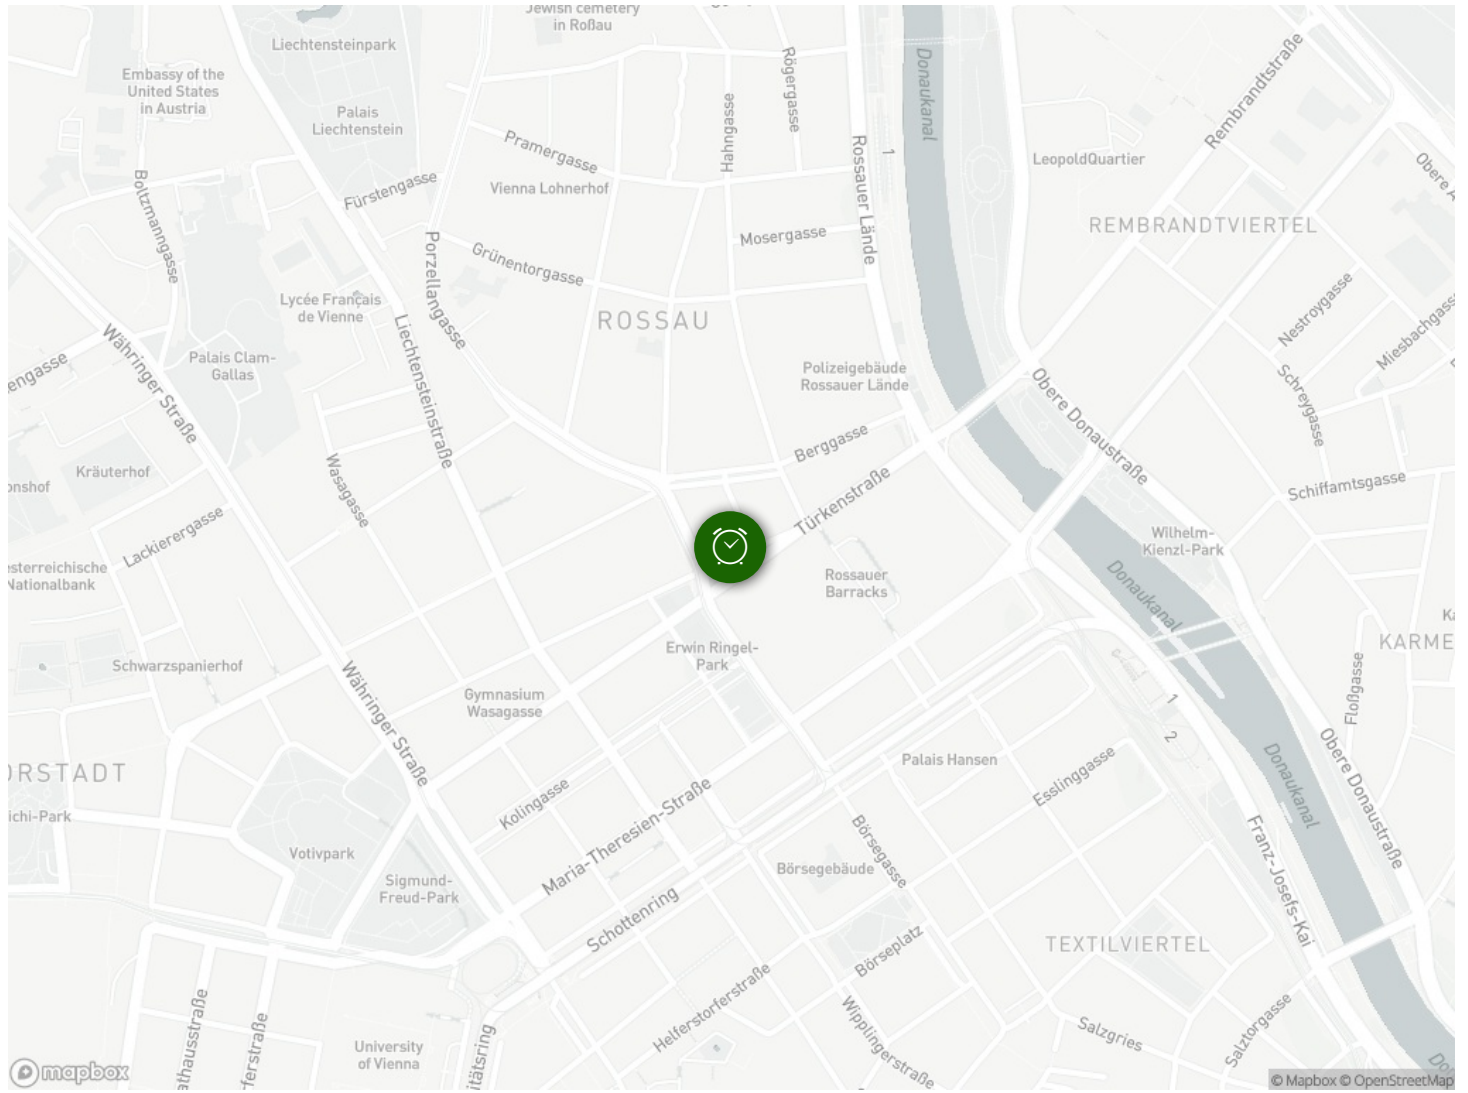 Jewish cemetery
in Roßau
Liechtensteinpark
Embassy of the
United States
in Austria
Palais
Liechtenstein
Pramergasse
Hahngasse
Rögergasse
Rossauer Lände
1
Donaukanal
Rembrandtstraße
LeopoldQuartier
Boltzmanngasse
Fürstengasse
Vienna Lohnerhof
Mosergasse
REMBRANDTVIERTEL
Porzellangasse
Grünentorgasse
Lycée Français
de Vienne
ROSSAU
Nestroygasse
Miesbachgasse
Währinger Straße
Palais Clam-
Gallas
Liechtensteinstraße
Polizeigebäude
Rossauer Lände
Obere Donaustraße
Schreygasse
Kräuterhof
Wasagasse
Berggasse
Türkenstraße
Schiffamtsgasse
Lackierergasse
Wilhelm-
Kienzl-Park
Nationalbank
Rossauer
Barracks
Donaukanal
Erwin Ringel-
Park
Schwarzspanierhof
Währinger Straße
Gymnasium
Wasagasse
Floßgasse
1
2
Palais Hansen
Esslinggasse
Donaukanal
Obere Donaustraße
Kolingasse
Maria-Theresien-Straße
Börsegasse
Franz-Josefs-Kai
Votivpark
Sigmund-
Freud-Park
Börsegebäude
Schottenring
Börseplatz
TEXTILVIERTEL
Helferstorferstraße
Wipplingerstraße
Salzgries
Salztorgasse
University
of Vienna
mapbox
© Mapbox © OpenStreetMap